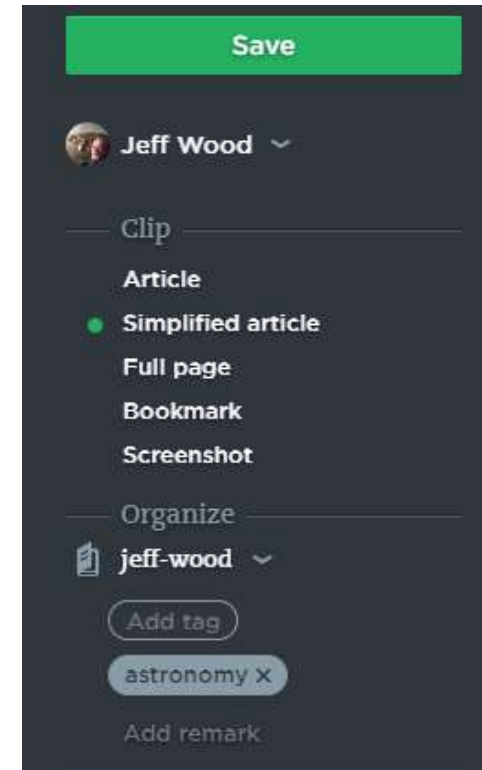 Save
Jeff Wood
Clip
Article
Simplified article
Full page
Bookmark
Screenshot
Organize
jeff-wood
Add tag
astronomy ×
Add remark